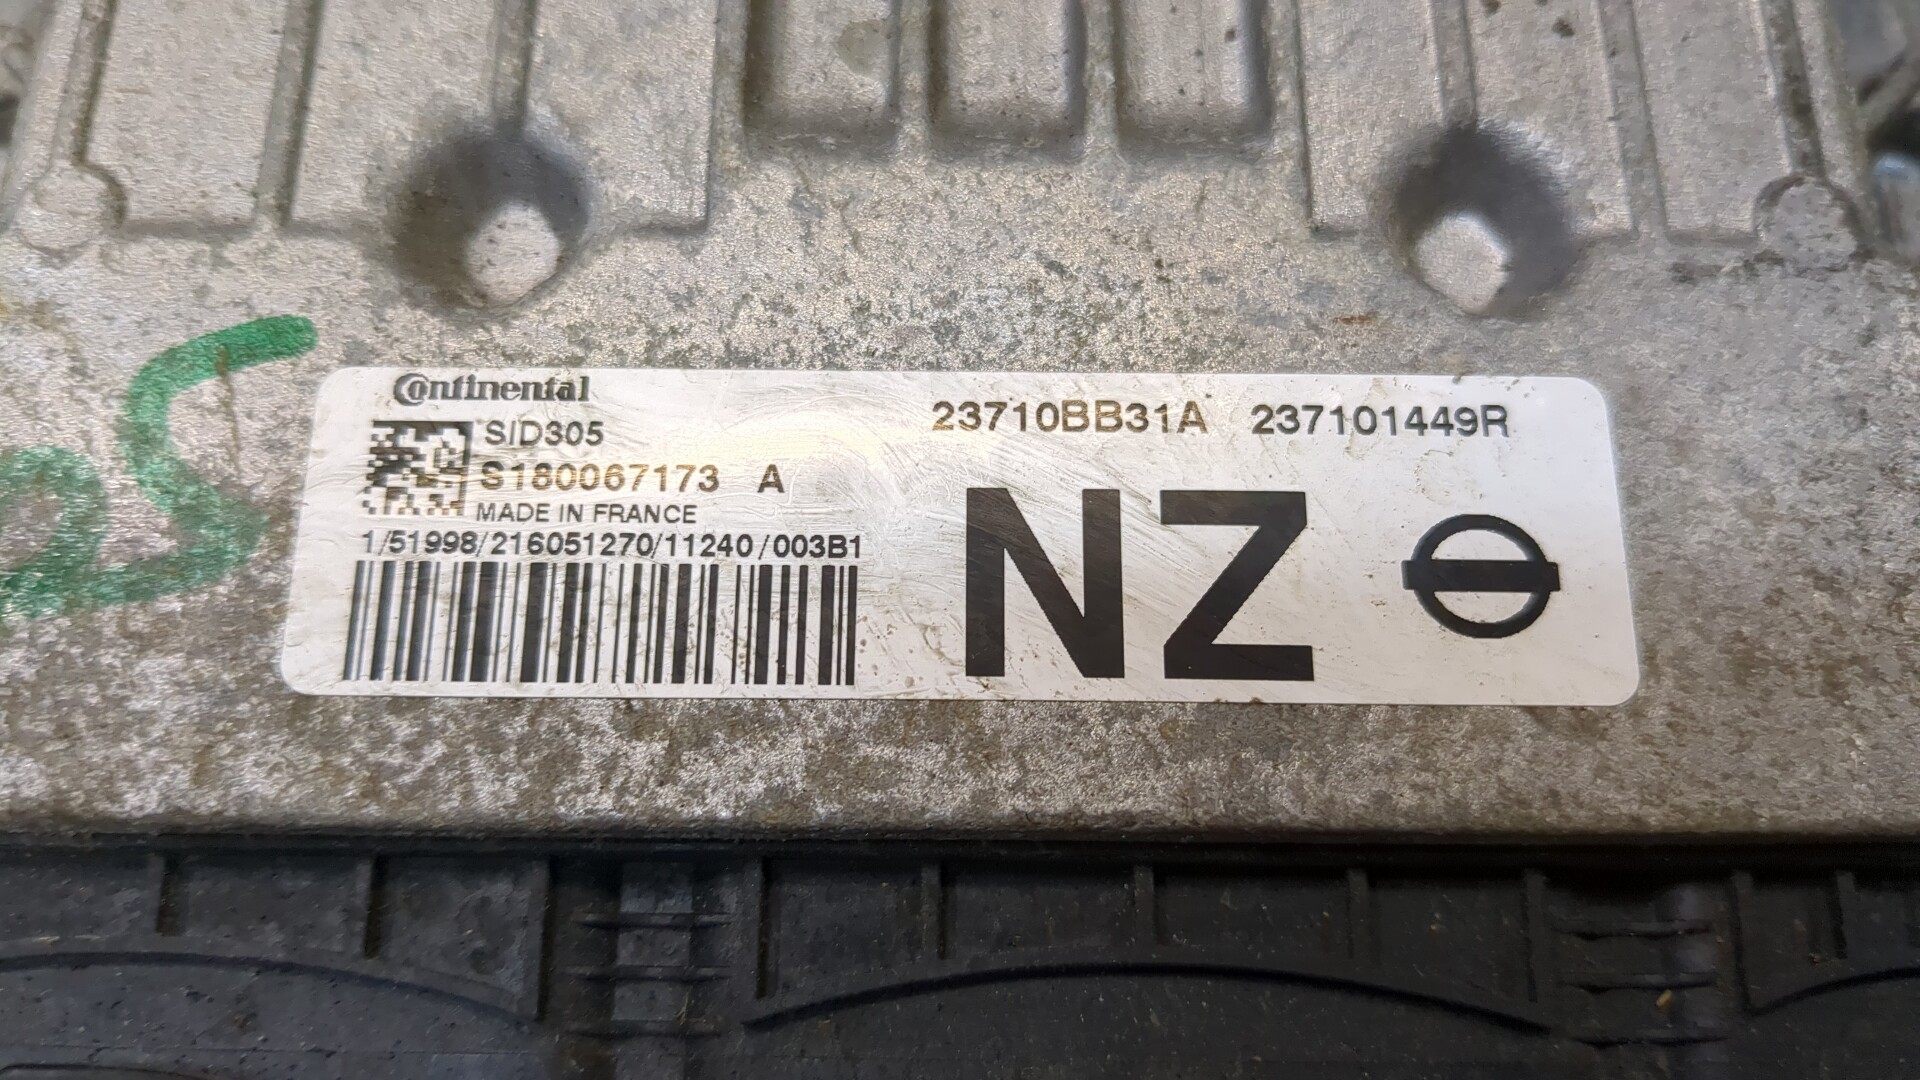 Continental
SID305
S180067173 A
MADE IN FRANCE
1/51998/216051270/11240/003B1
23710BB31A 237101449R
NZ